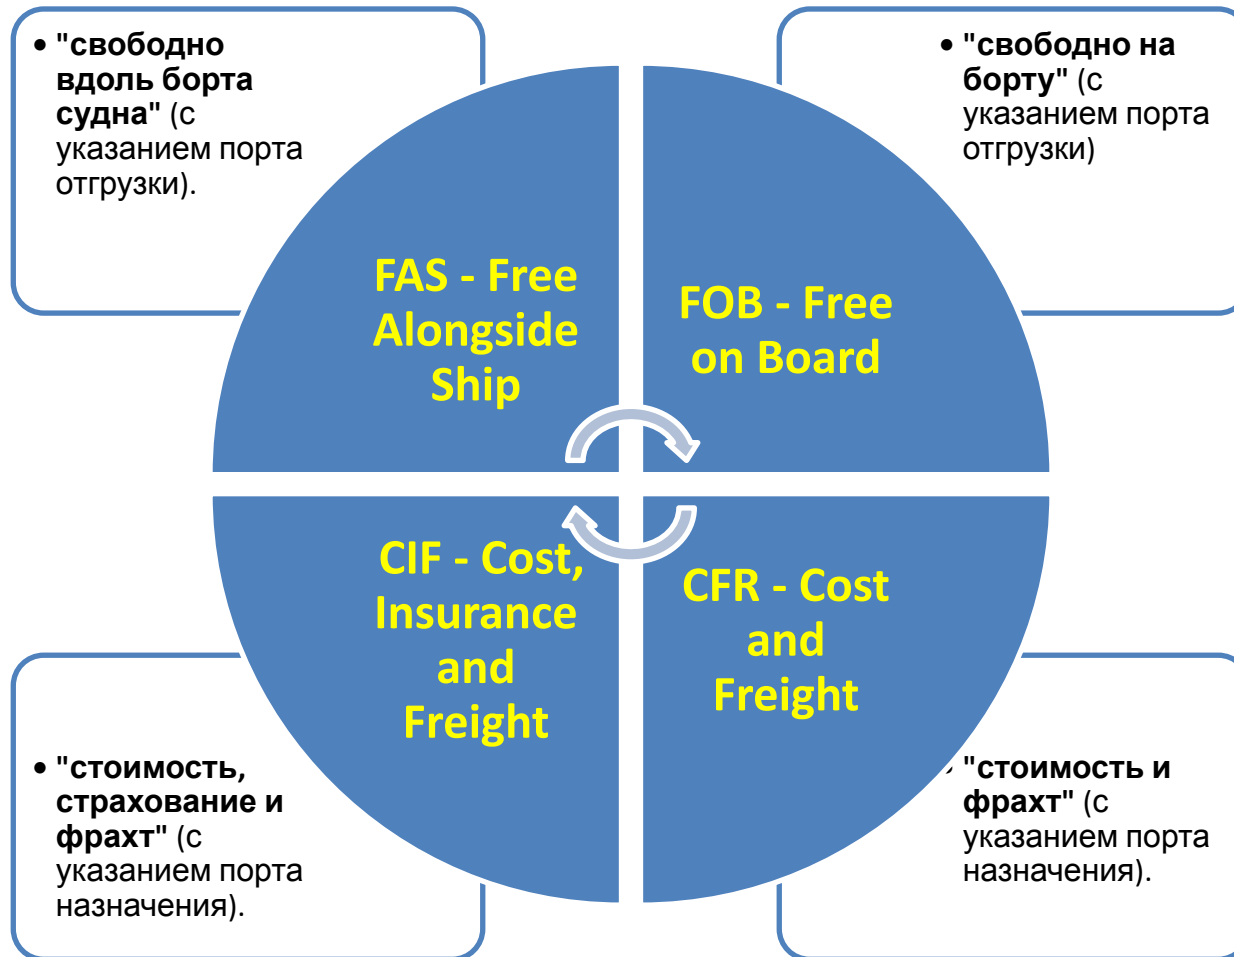 • "свободно
вдоль борта
судна" (с
указанием порта
отгрузки).
• "свободно на
борту" (с
указанием порта
отгрузки)
FAS - Free
Alongside
Ship
FOB - Free
on Board
CIF - Cost,
Insurance
and
Freight
CFR - Cost
and
Freight
• "стоимость,
страхование и
фрахт" (с
указанием порта
назначения).
• "стоимость и
фрахт" (с
указанием порта
назначения).